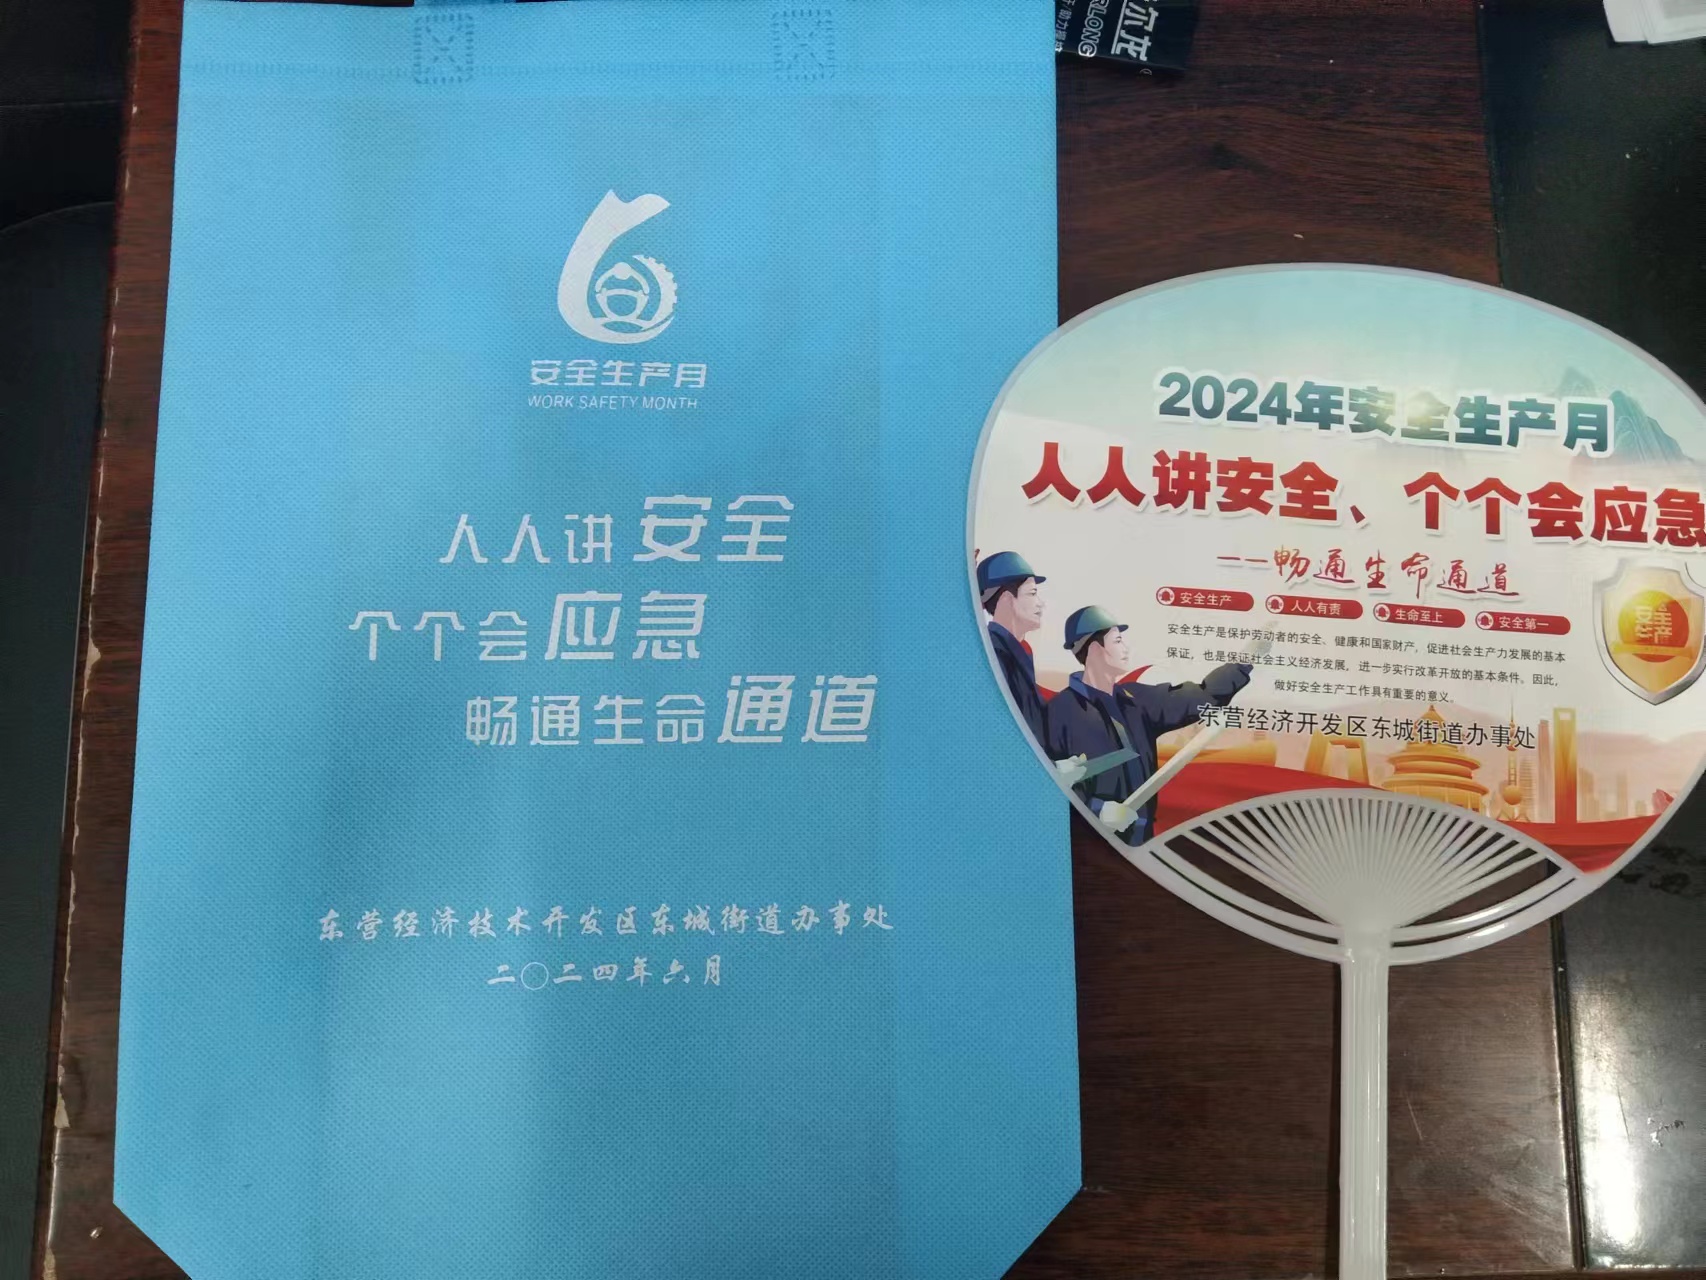 安全生产月
WORK SAFETY MONTH
人人讲安全
个个会应急
畅通生命通道
东营经济技术开发区东城街道办事处
二〇二四年六月
尔龙
RLONG
2024年安全生产月
人人讲安全、个个会应急
——畅通生命通道
安全生产 人人有责 生命至上 安全第一
安全生产是保护劳动者的安全、健康和国家财产，促进社会生产力发展的基本
保证，也是保证社会主义经济发展，进一步实行改革开放的基本条件。因此，
做好安全生产工作具有重要的意义。
东营经济开发区东城街道办事处
安全
生产